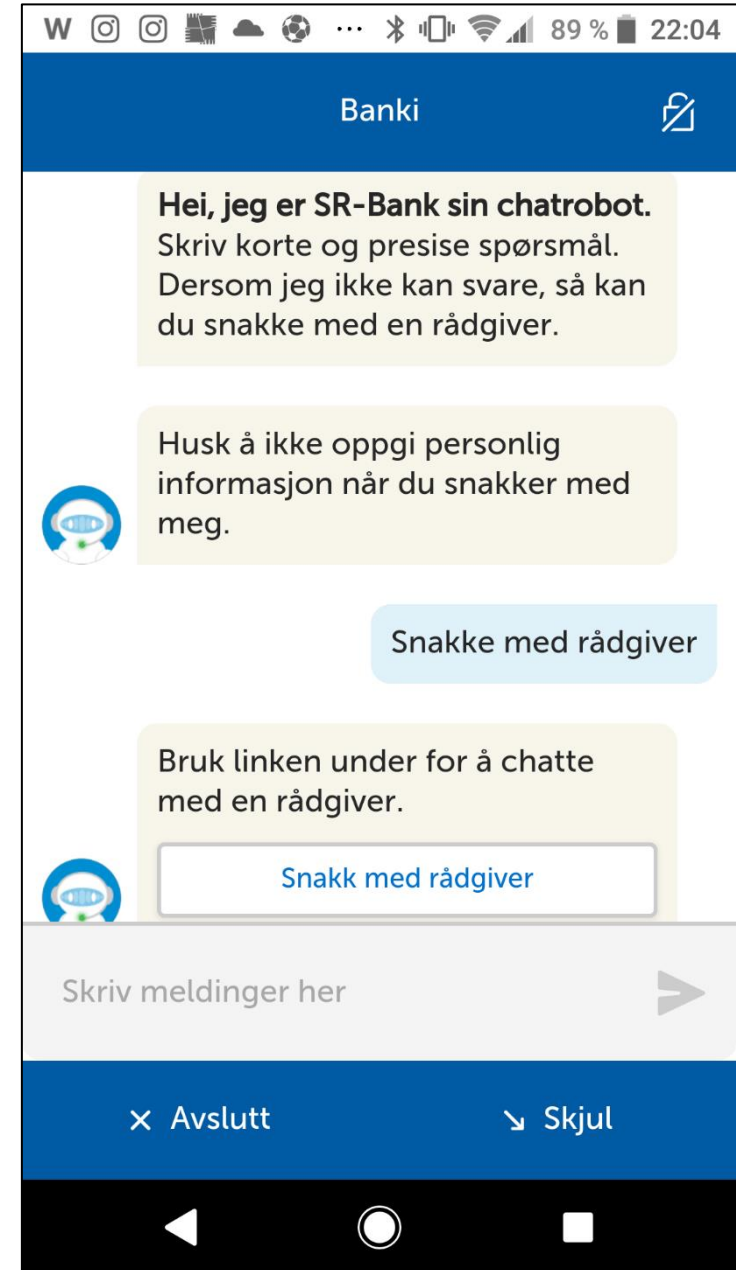 W 89 % 22:04
Banki
Hei, jeg er SR-Bank sin chatrobot.
Skriv korte og presise spørsmål.
Dersom jeg ikke kan svare, så kan
du snakke med en rådgiver.
Husk å ikke oppgi personlig
informasjon når du snakker med
meg.
Snakke med rådgiver
Bruk linken under for å chatte
med en rådgiver.
Snakk med rådgiver
Skriv meldinger her
Avslutt
Skjul